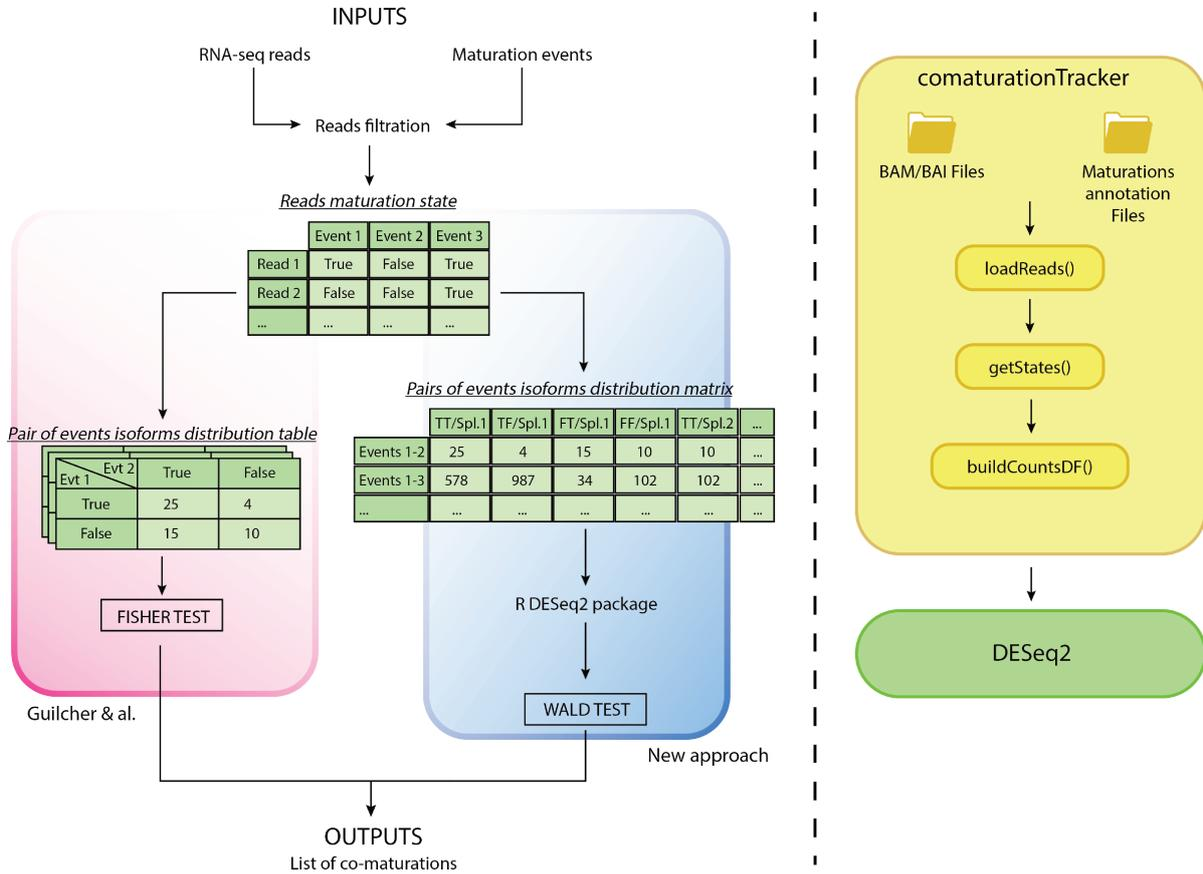 INPUTS
RNA-seq reads
Maturation events
Reads filtration
Reads maturation state
Event 1 Event 2 Event 3
Read 1 True False True
Read 2 False False True
... ... ... ...
Pair of events isoforms distribution table
Evt 2
Evt 1
True False
True 25 4
False 15 10
FISHER TEST
Guilcher & al.
Pairs of events isoforms distribution matrix
TT/Spl.1 TF/Spl.1 FT/Spl.1 FF/Spl.1 TT/Spl.2 ...
Events 1-2 25 4 15 10 10 ...
Events 1-3 578 987 34 102 102 ...
... ... ... ... ... ... ...
R DESeq2 package
WALD TEST
New approach
OUTPUTS
List of co-maturations
comaturationTracker
BAM/BAI Files
Maturations
annotation
Files
loadReads()
getStates()
buildCountsDF()
DESeq2